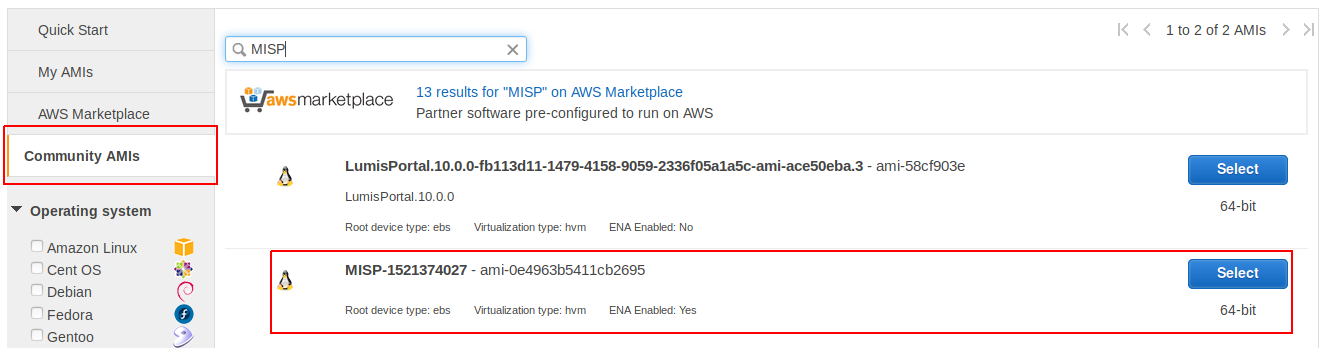 Quick Start
My AMIs
AWS Marketplace
Community AMIs
Operating system
Amazon Linux
Cent OS
Debian
Fedora
Gentoo
MISP
1 to 2 of 2 AMIs
awsmarketplace
13 results for "MISP" on AWS Marketplace
Partner software pre-configured to run on AWS
LumisPortal.10.0.0-fb113d11-1479-4158-9059-2336f05a1a5c-ami-ace50eba.3 - ami-58cf903e
Select
LumisPortal.10.0.0
64-bit
Root device type: ebs Virtualization type: hvm ENA Enabled: No
MISP-1521374027 - ami-0e4963b5411cb2695
Select
Root device type: ebs Virtualization type: hvm ENA Enabled: Yes
64-bit